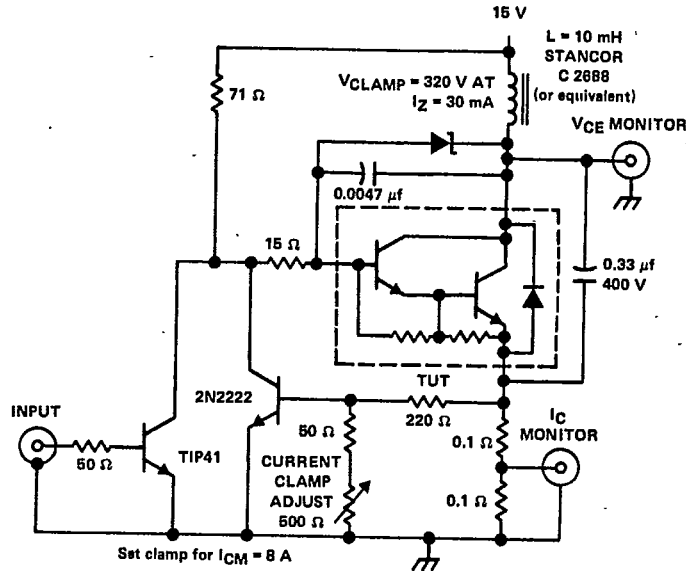 15 V
L = 10 mH
STANCOR
C 2688
(or equivalent)
VCLAMP = 320 V AT
IZ = 30 mA
71 Ω
VCE MONITOR
0.0047 μf
15 Ω
0.33 μf
400 V
TUT
2N2222
220 Ω
INPUT
50 Ω
TIP41
50 Ω
CURRENT
CLAMP
ADJUST
500 Ω
0.1 Ω
IC
MONITOR
0.1 Ω
Set clamp for ICM = 8 A